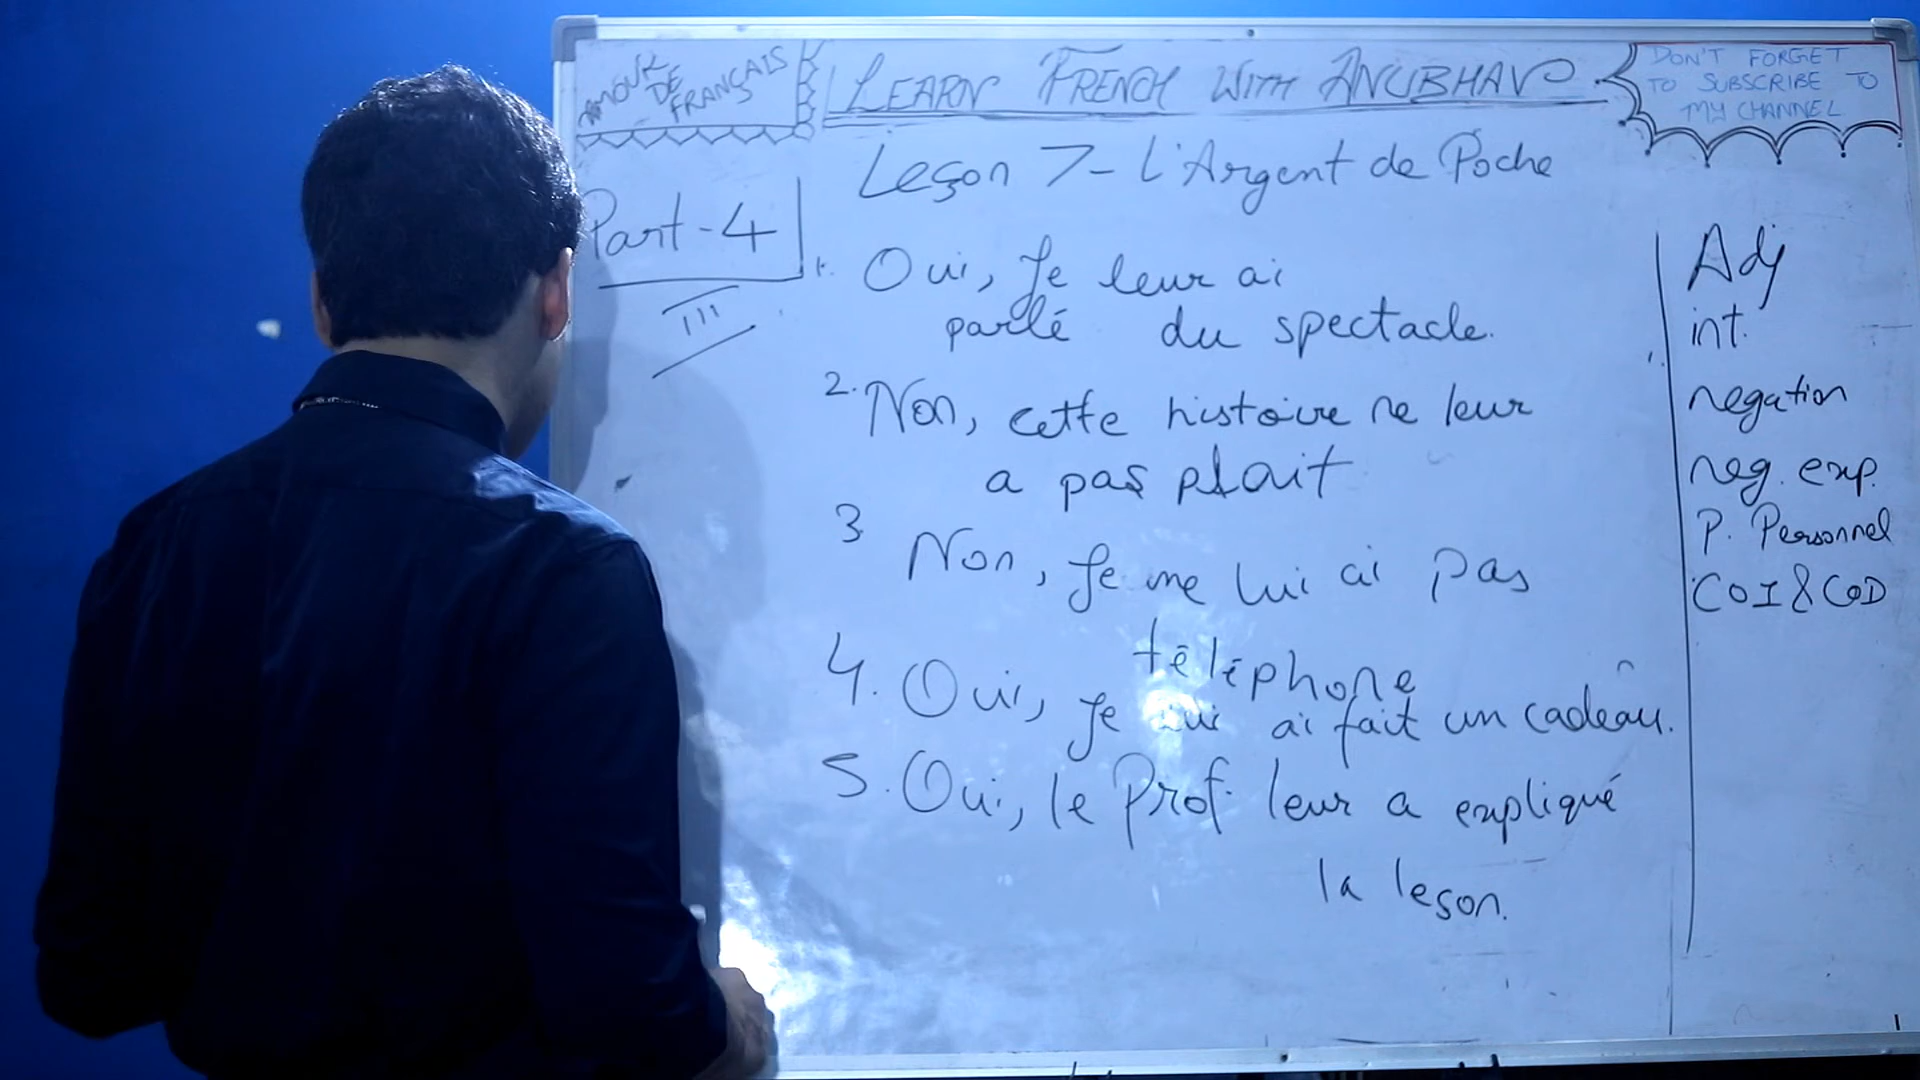 AMOUR
DE
FRANÇAIS
LEARN FRENCH WITH ANUBHAV
DON'T FORGET
TO SUBSCRIBE TO
MY CHANNEL
Leçon 7- L'Argent de Poche
Part-4
III
1. Oui, Je leur ai
parlé du spectacle.
2. Non, cette histoire ne leur
a pas plait
3 Non, Je ne lui ai pas
téléphone
4. Oui, Je lui ai fait un cadeau.
5. Oui, le Prof. leur a expliqué
la leson.
Adj
int.
negation
neg. exp.
P. Personnel
COI & COD